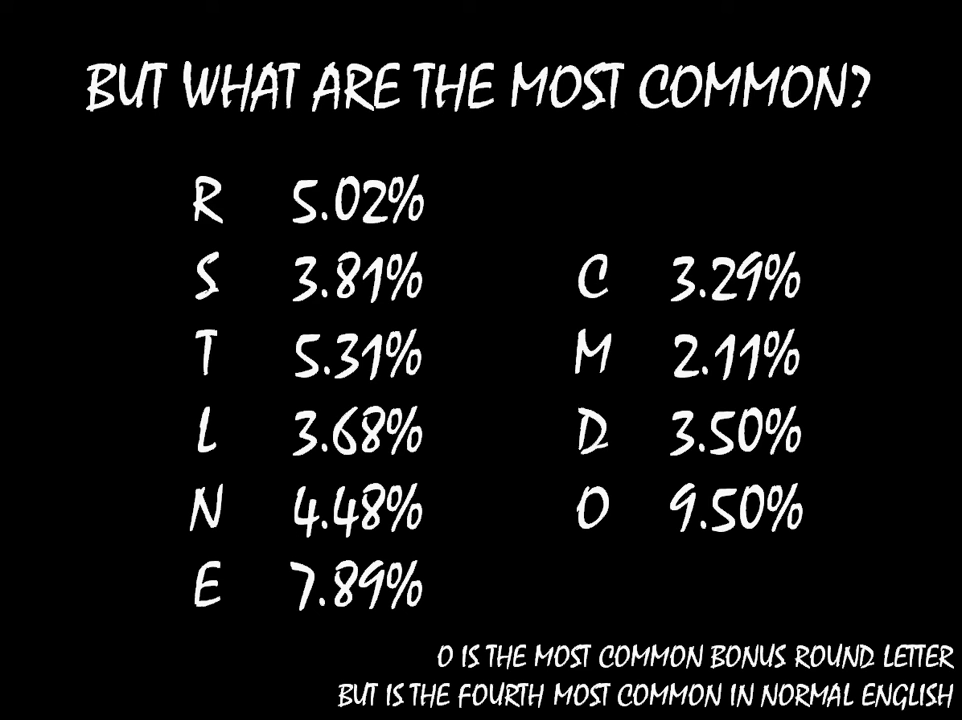 BUT WHAT ARE THE MOST COMMON?
R 5.02%
S 3.81%
T 5.31%
L 3.68%
N 4.48%
E 7.89%
C 3.29%
M 2.11%
D 3.50%
O 9.50%
O IS THE MOST COMMON BONUS ROUND LETTER
BUT IS THE FOURTH MOST COMMON IN NORMAL ENGLISH